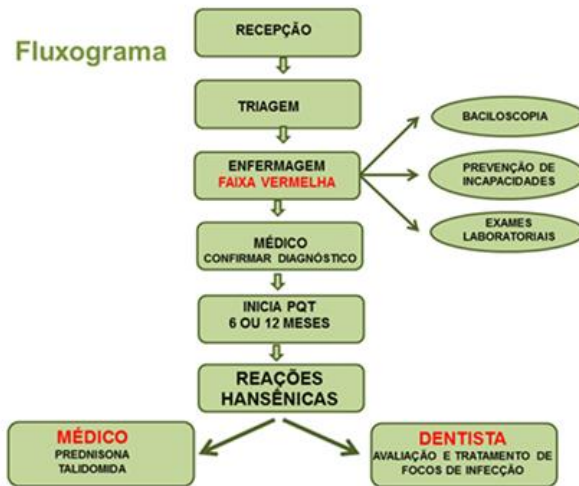 Fluxograma
RECEPÇÃO
TRIAGEM
ENFERMAGEM
FAIXA VERMELHA
BACILOSCOPIA
PREVENÇÃO DE
INCAPACIDADES
EXAMES
LABORATORIAIS
MÉDICO
CONFIRMAR DIAGNÓSTICO
INICIA PQT
6 OU 12 MESES
REAÇÕES
HANSÊNICAS
MÉDICO
PREDNISONA
TALIDOMIDA
DENTISTA
AVALIAÇÃO E TRATAMENTO DE
FOCOS DE INFECÇÃO